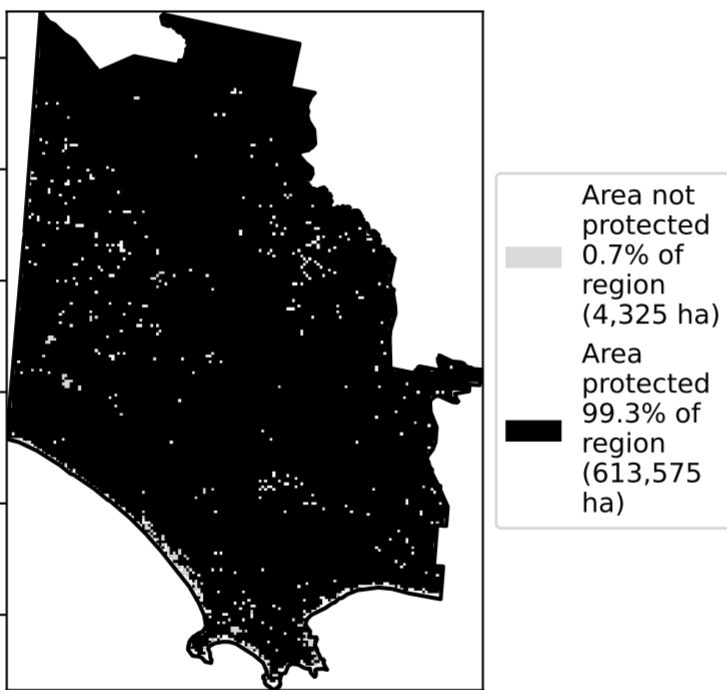 Area not
protected
0.7% of
region
(4,325 ha)
Area
protected
99.3% of
region
(613,575
ha)